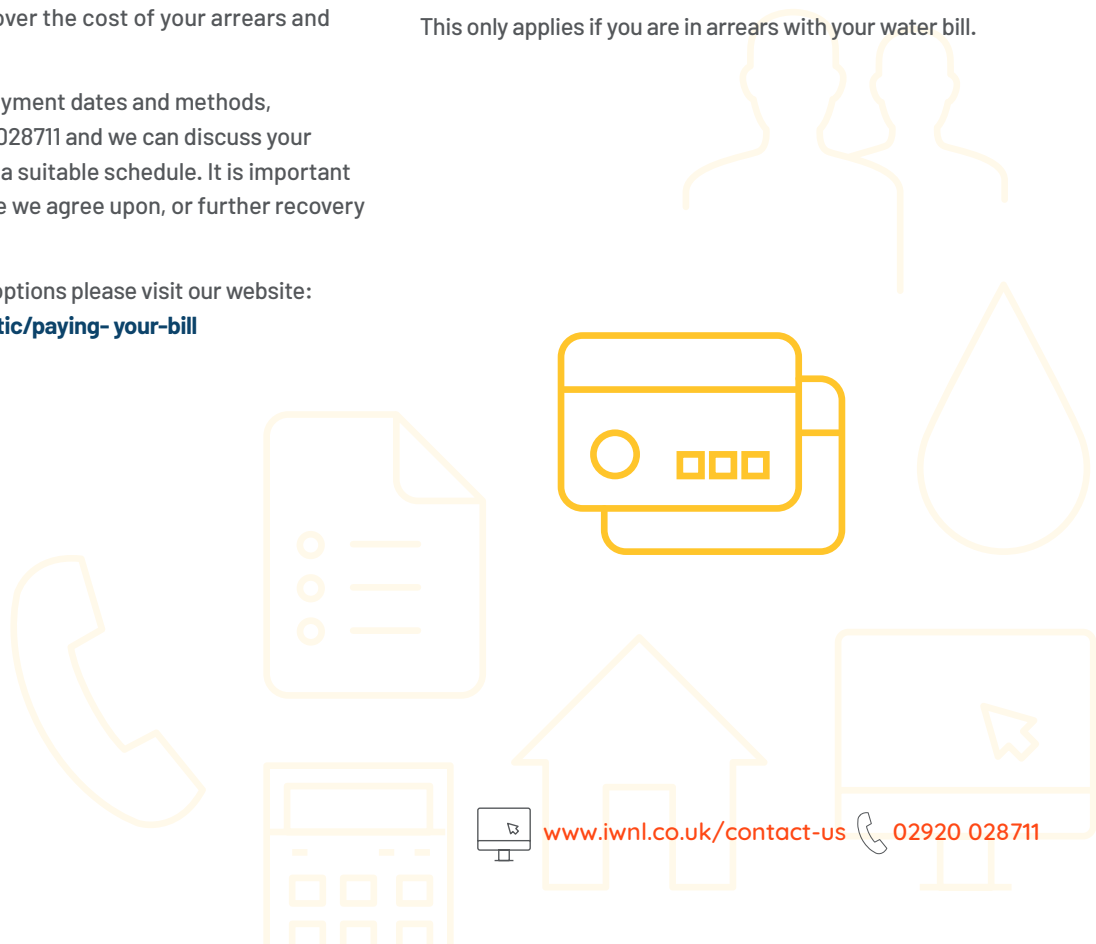 over the cost of your arrears and
yment dates and methods,
028711 and we can discuss your
a suitable schedule. It is important
e we agree upon, or further recovery
options please visit our website:
tic/paying- your-bill
This only applies if you are in arrears with your water bill.
www.iwnl.co.uk/contact-us 02920 028711